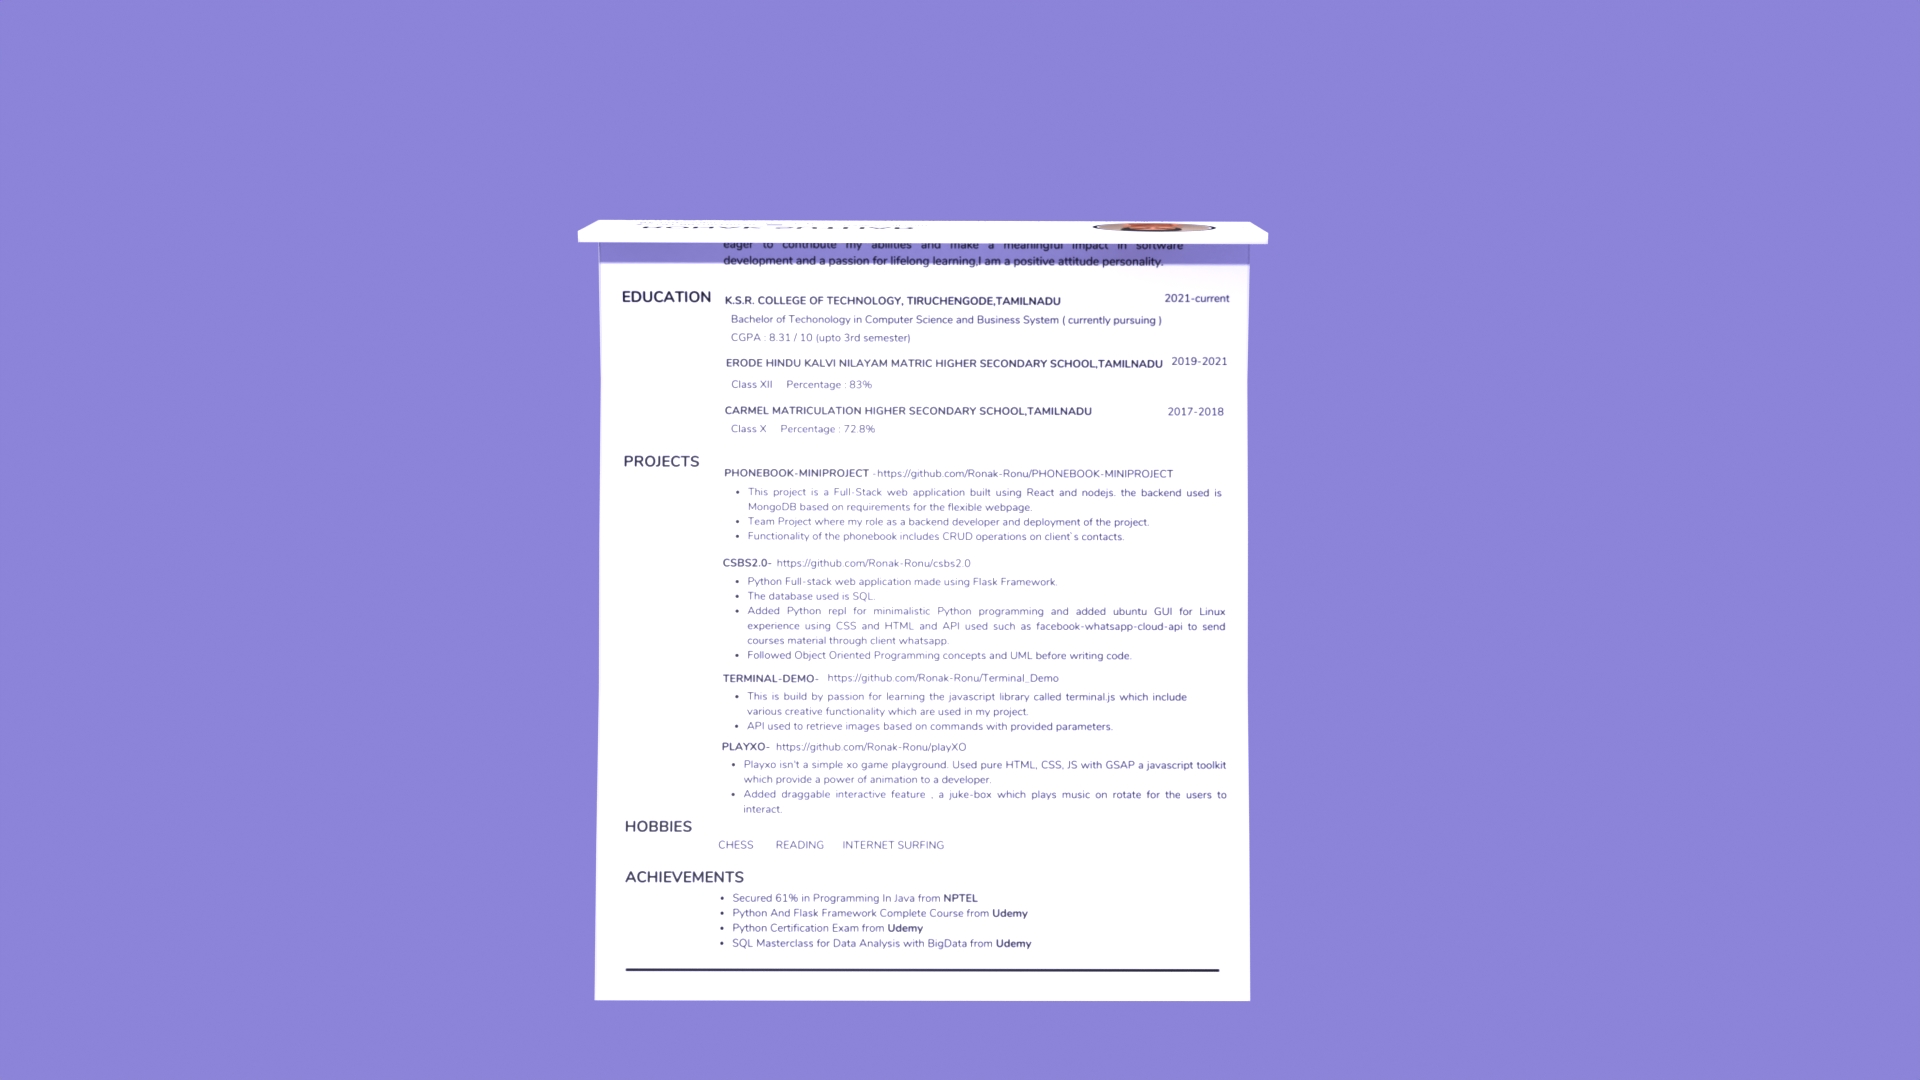 eager to contribute my abilities and make a meaningful impact in software
development and a passion for lifelong learning,I am a positive attitude personality.
EDUCATION
K.S.R. COLLEGE OF TECHNOLOGY, TIRUCHENGODE,TAMILNADU 2021-current
Bachelor of Techonology in Computer Science and Business System ( currently pursuing )
CGPA : 8.31 / 10 (upto 3rd semester)
ERODE HINDU KALVI NILAYAM MATRIC HIGHER SECONDARY SCHOOL,TAMILNADU 2019-2021
Class XII Percentage : 83%
CARMEL MATRICULATION HIGHER SECONDARY SCHOOL,TAMILNADU 2017-2018
Class X Percentage : 72.8%
PROJECTS
PHONEBOOK-MINIPROJECT -https://github.com/Ronak-Ronu/PHONEBOOK-MINIPROJECT
• This project is a Full-Stack web application built using React and nodejs. the backend used is
MongoDB based on requirements for the flexible webpage.
• Team Project where my role as a backend developer and deployment of the project.
• Functionality of the phonebook includes CRUD operations on client's contacts.
CSBS2.0- https://github.com/Ronak-Ronu/csbs2.0
• Python Full-stack web application made using Flask Framework.
• The database used is SQL.
• Added Python repl for minimalistic Python programming and added ubuntu GUI for Linux
experience using CSS and HTML and API used such as facebook-whatsapp-cloud-api to send
courses material through client whatsapp.
• Followed Object Oriented Programming concepts and UML before writing code.
TERMINAL-DEMO- https://github.com/Ronak-Ronu/Terminal_Demo
• This is build by passion for learning the javascript library called terminal.js which include
various creative functionality which are used in my project.
• API used to retrieve images based on commands with provided parameters.
PLAYXO- https://github.com/Ronak-Ronu/playXO
• Playxo isn't a simple xo game playground. Used pure HTML, CSS, JS with GSAP a javascript toolkit
which provide a power of animation to a developer.
• Added draggable interactive feature , a juke-box which plays music on rotate for the users to
interact.
HOBBIES
CHESS READING INTERNET SURFING
ACHIEVEMENTS
• Secured 61% in Programming In Java from NPTEL
• Python And Flask Framework Complete Course from Udemy
• Python Certification Exam from Udemy
• SQL Masterclass for Data Analysis with BigData from Udemy